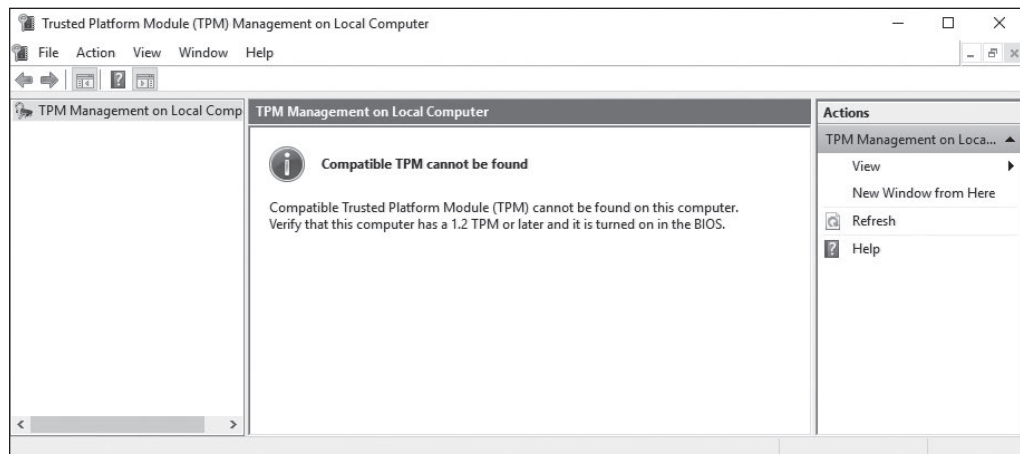 Trusted Platform Module (TPM) Management on Local Computer
File Action View Window Help
TPM Management on Local Comp
TPM Management on Local Computer
Compatible TPM cannot be found
Compatible Trusted Platform Module (TPM) cannot be found on this computer.
Verify that this computer has a 1.2 TPM or later and it is turned on in the BIOS.
Actions
TPM Management on Loca...
View
New Window from Here
Refresh
Help